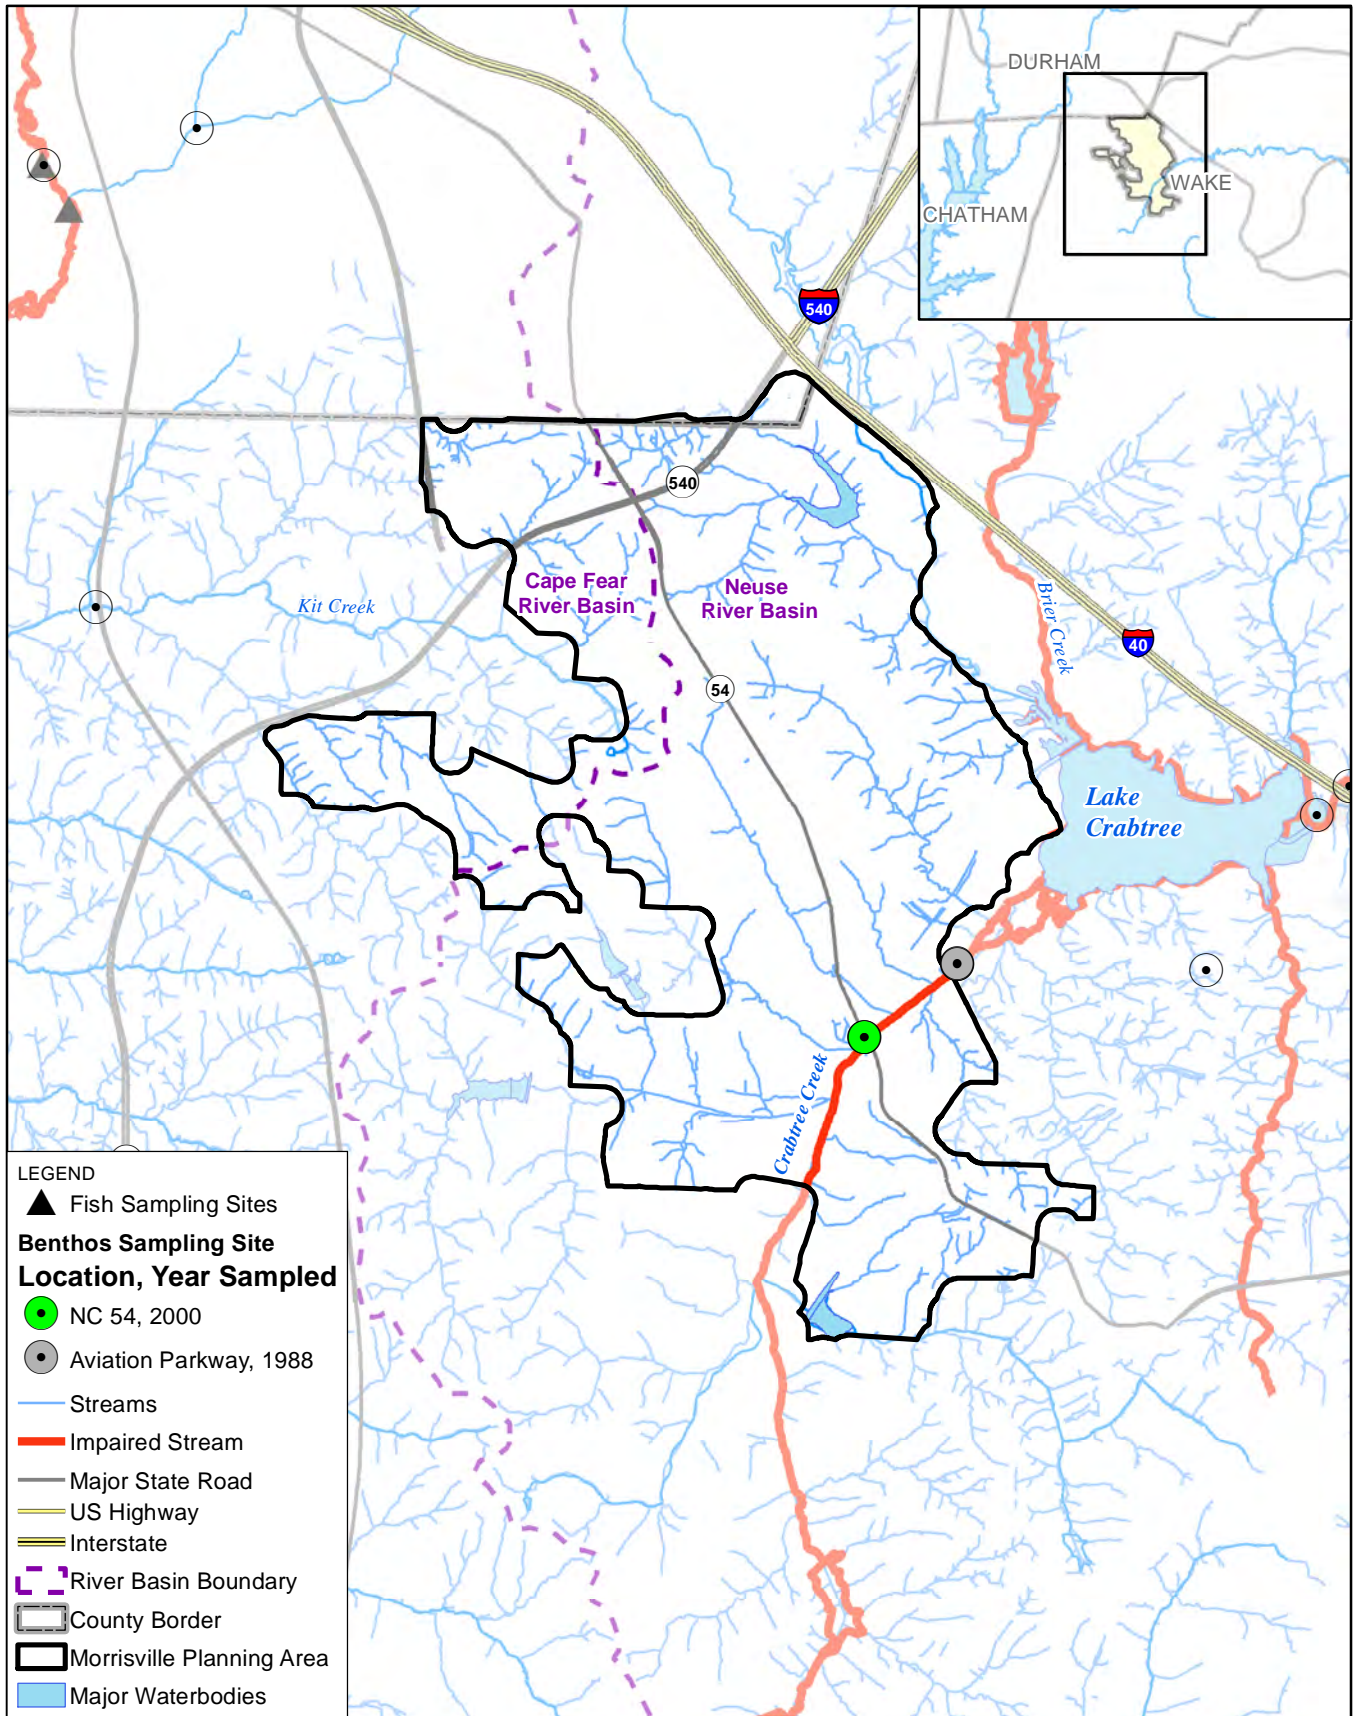 DURHAM
WAKE
CHATHAM
540
540
Cape Fear
River Basin
Neuse
River Basin
Kit Creek
Brier Creek
40
54
Lake
Crabtree
Crabtree Creek
LEGEND
Fish Sampling Sites
Benthos Sampling Site
Location, Year Sampled
NC 54, 2000
Aviation Parkway, 1988
Streams
Impaired Stream
Major State Road
US Highway
Interstate
River Basin Boundary
County Border
Morrisville Planning Area
Major Waterbodies